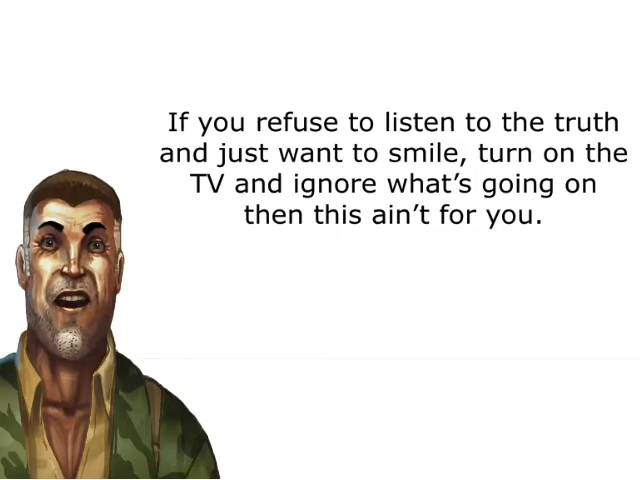 If you refuse to listen to the truth
and just want to smile, turn on the
TV and ignore what’s going on
then this ain’t for you.